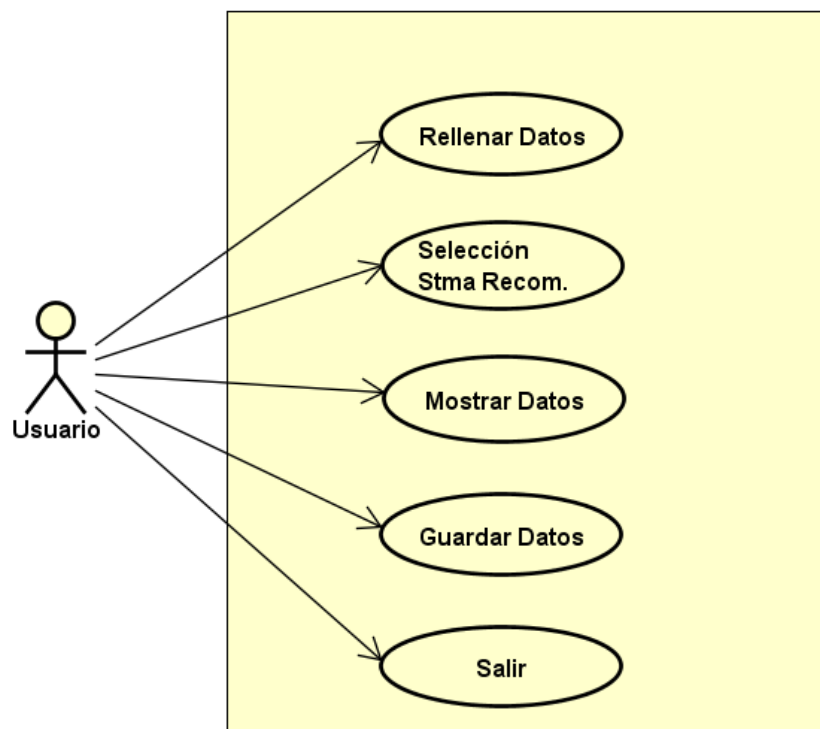 Rellenar Datos
Selección
Stma Recom.
Mostrar Datos
Usuario
Guardar Datos
Salir